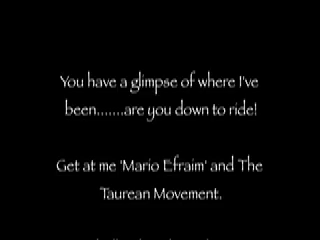 You have a glimpse of where I've
been.......are you down to ride!
Get at me 'Mario Efraim' and The
Taurean Movement.